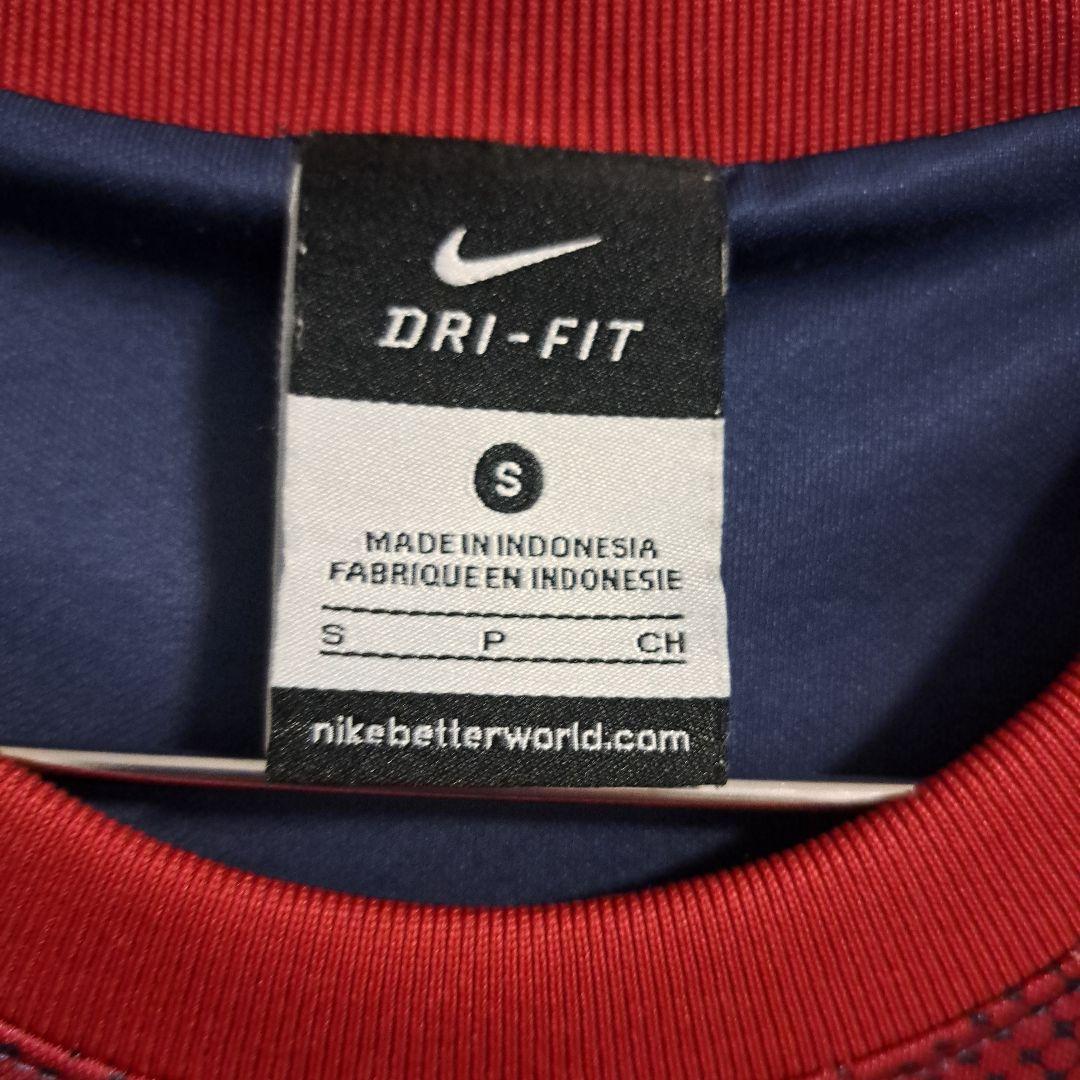 DRI-FIT
S
MADE IN INDONESIA
FABRIQUE EN INDONESIE
S P CH
nikebetterworld.com